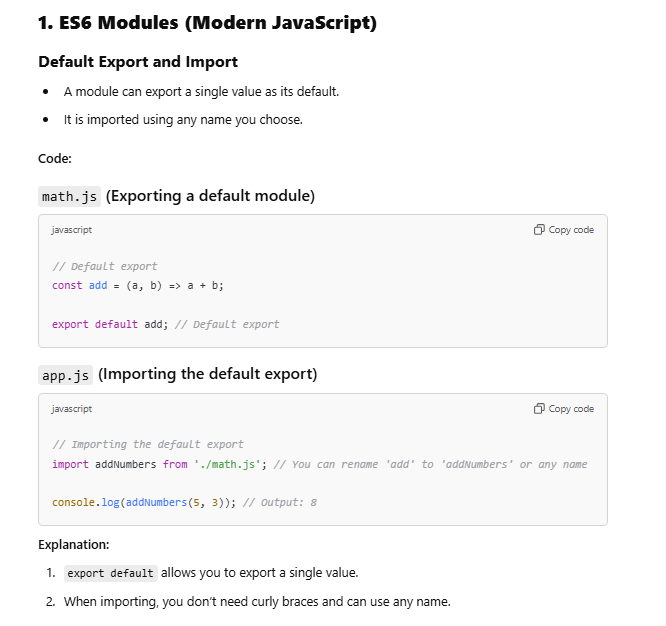 1. ES6 Modules (Modern JavaScript)
Default Export and Import
• A module can export a single value as its default.
• It is imported using any name you choose.
Code:
math.js (Exporting a default module)
javascript Copy code
// Default export
const add = (a, b) => a + b;
export default add; // Default export
app.js (Importing the default export)
javascript Copy code
// Importing the default export
import addNumbers from './math.js'; // You can rename 'add' to 'addNumbers' or any name
console.log(addNumbers(5, 3)); // Output: 8
Explanation:
1. export default allows you to export a single value.
2. When importing, you don't need curly braces and can use any name.